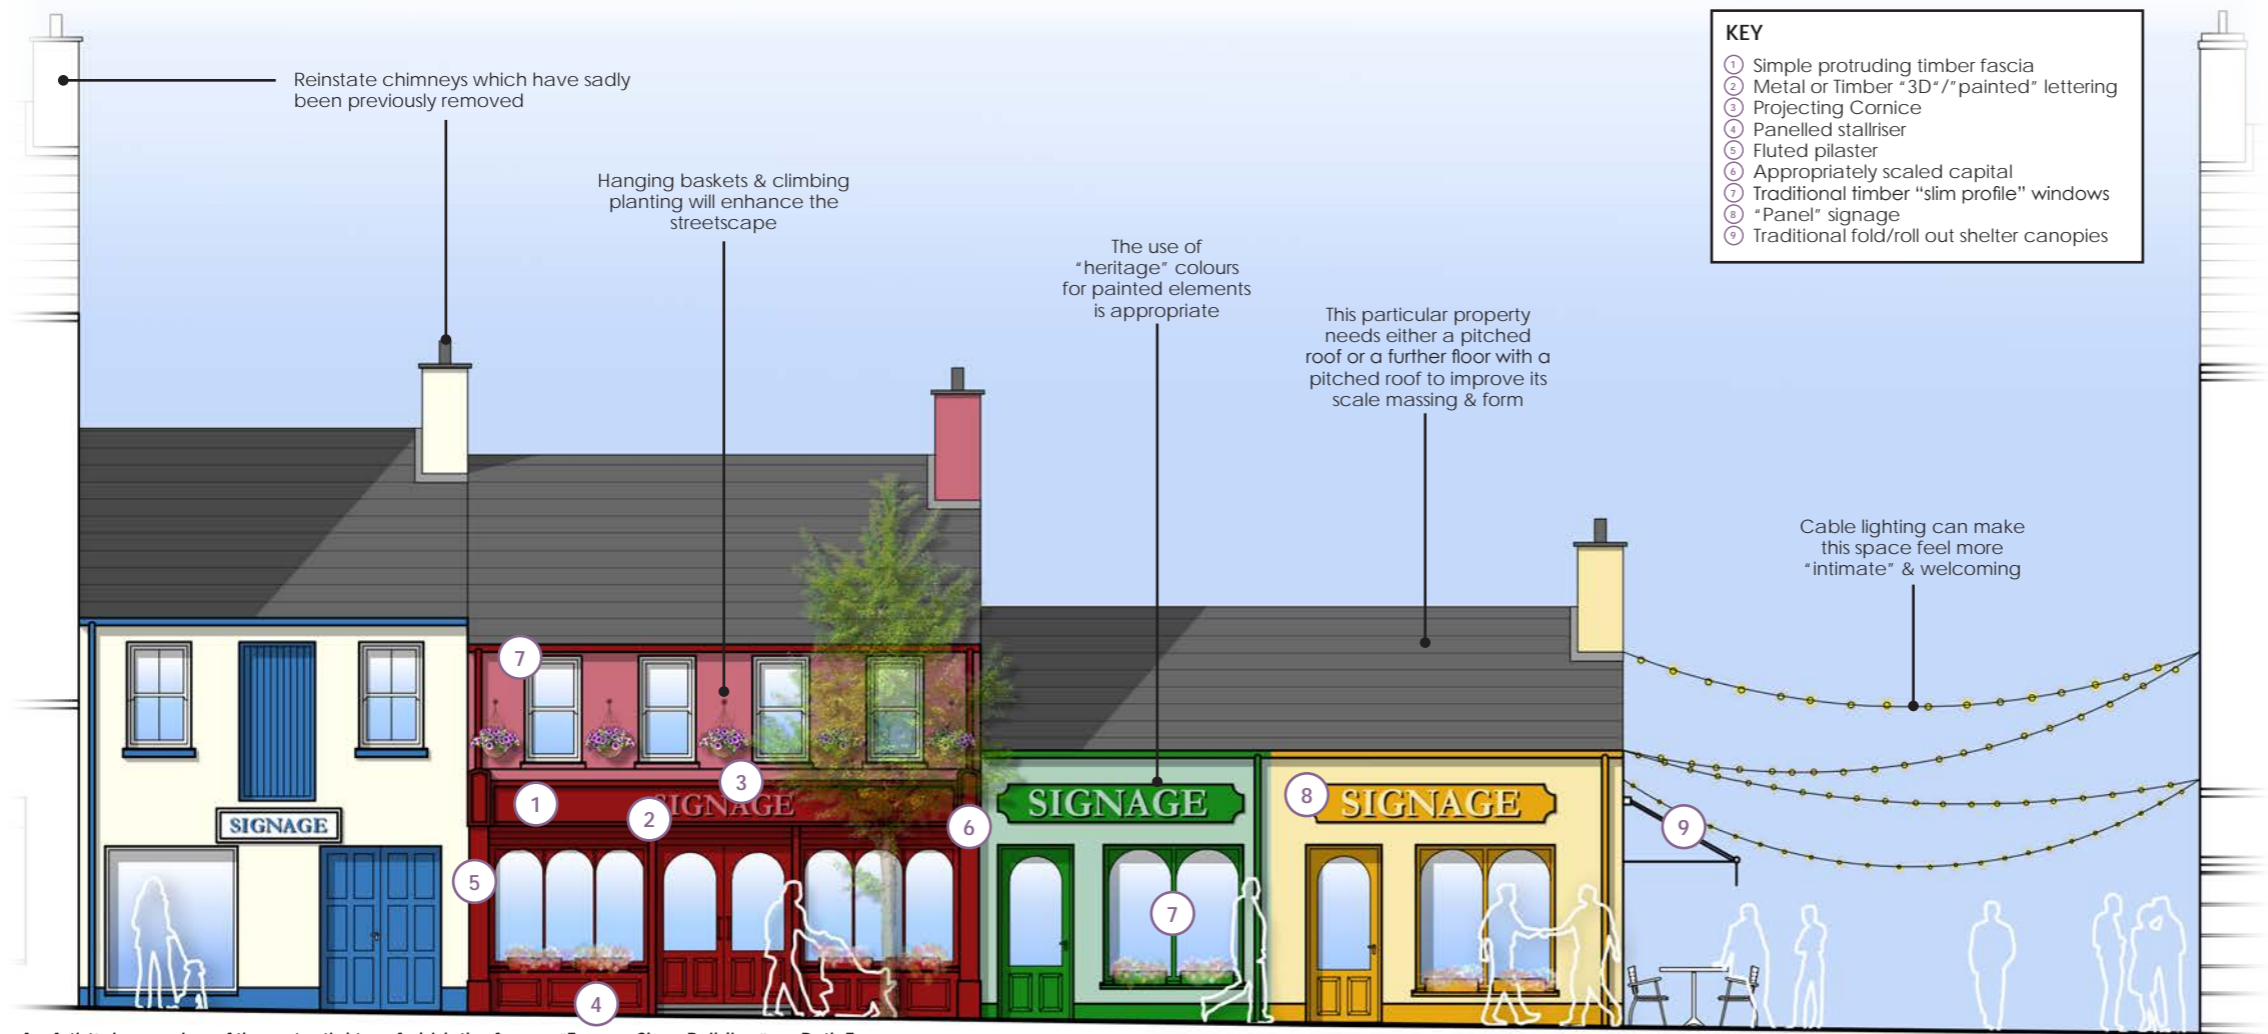 Reinstate chimneys which have sadly
been previously removed
Hanging baskets & climbing
planting will enhance the
streetscape
The use of
"heritage" colours
for painted elements
is appropriate
This particular property
needs either a pitched
roof or a further floor with a
pitched roof to improve its
scale massing & form
Cable lighting can make
this space feel more
"intimate" & welcoming
KEY
1 Simple protruding timber fascia
2 Metal or Timber "3D"/"painted" lettering
3 Projecting Cornice
4 Panelled stallriser
5 Fluted pilaster
6 Appropriately scaled capital
7 Traditional timber "slim profile" windows
8 "Panel" signage
9 Traditional fold/roll out shelter canopies
7
3
1
2
SIGNAGE
6
SIGNAGE
8
SIGNAGE
9
SIGNAGE
5
7
4